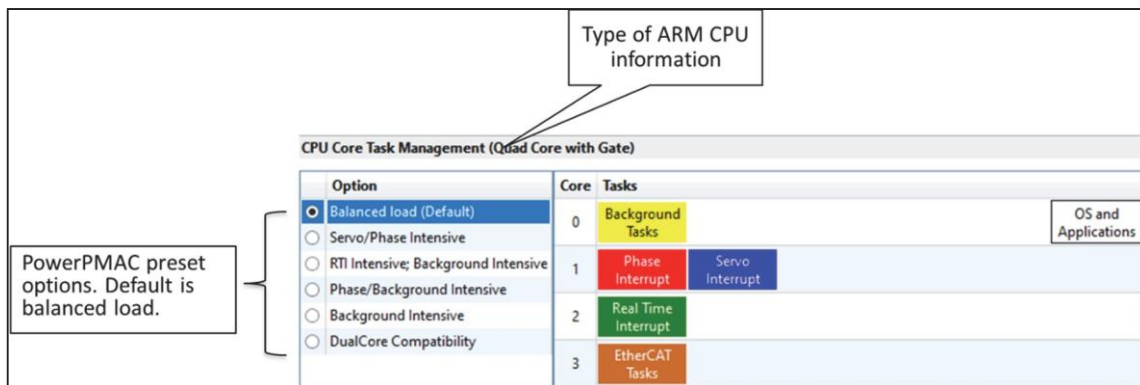 Type of ARM CPU
information
CPU Core Task Management (Quad Core with Gate)
Option
Core Tasks
Balanced load (Default)
Servo/Phase Intensive
RTI Intensive; Background Intensive
Phase/Background Intensive
Background Intensive
DualCore Compatibility
PowerPMAC preset
options. Default is
balanced load.
0
Background
Tasks
OS and
Applications
1
Phase
Interrupt
Servo
Interrupt
2
Real Time
Interrupt
3
EtherCAT
Tasks